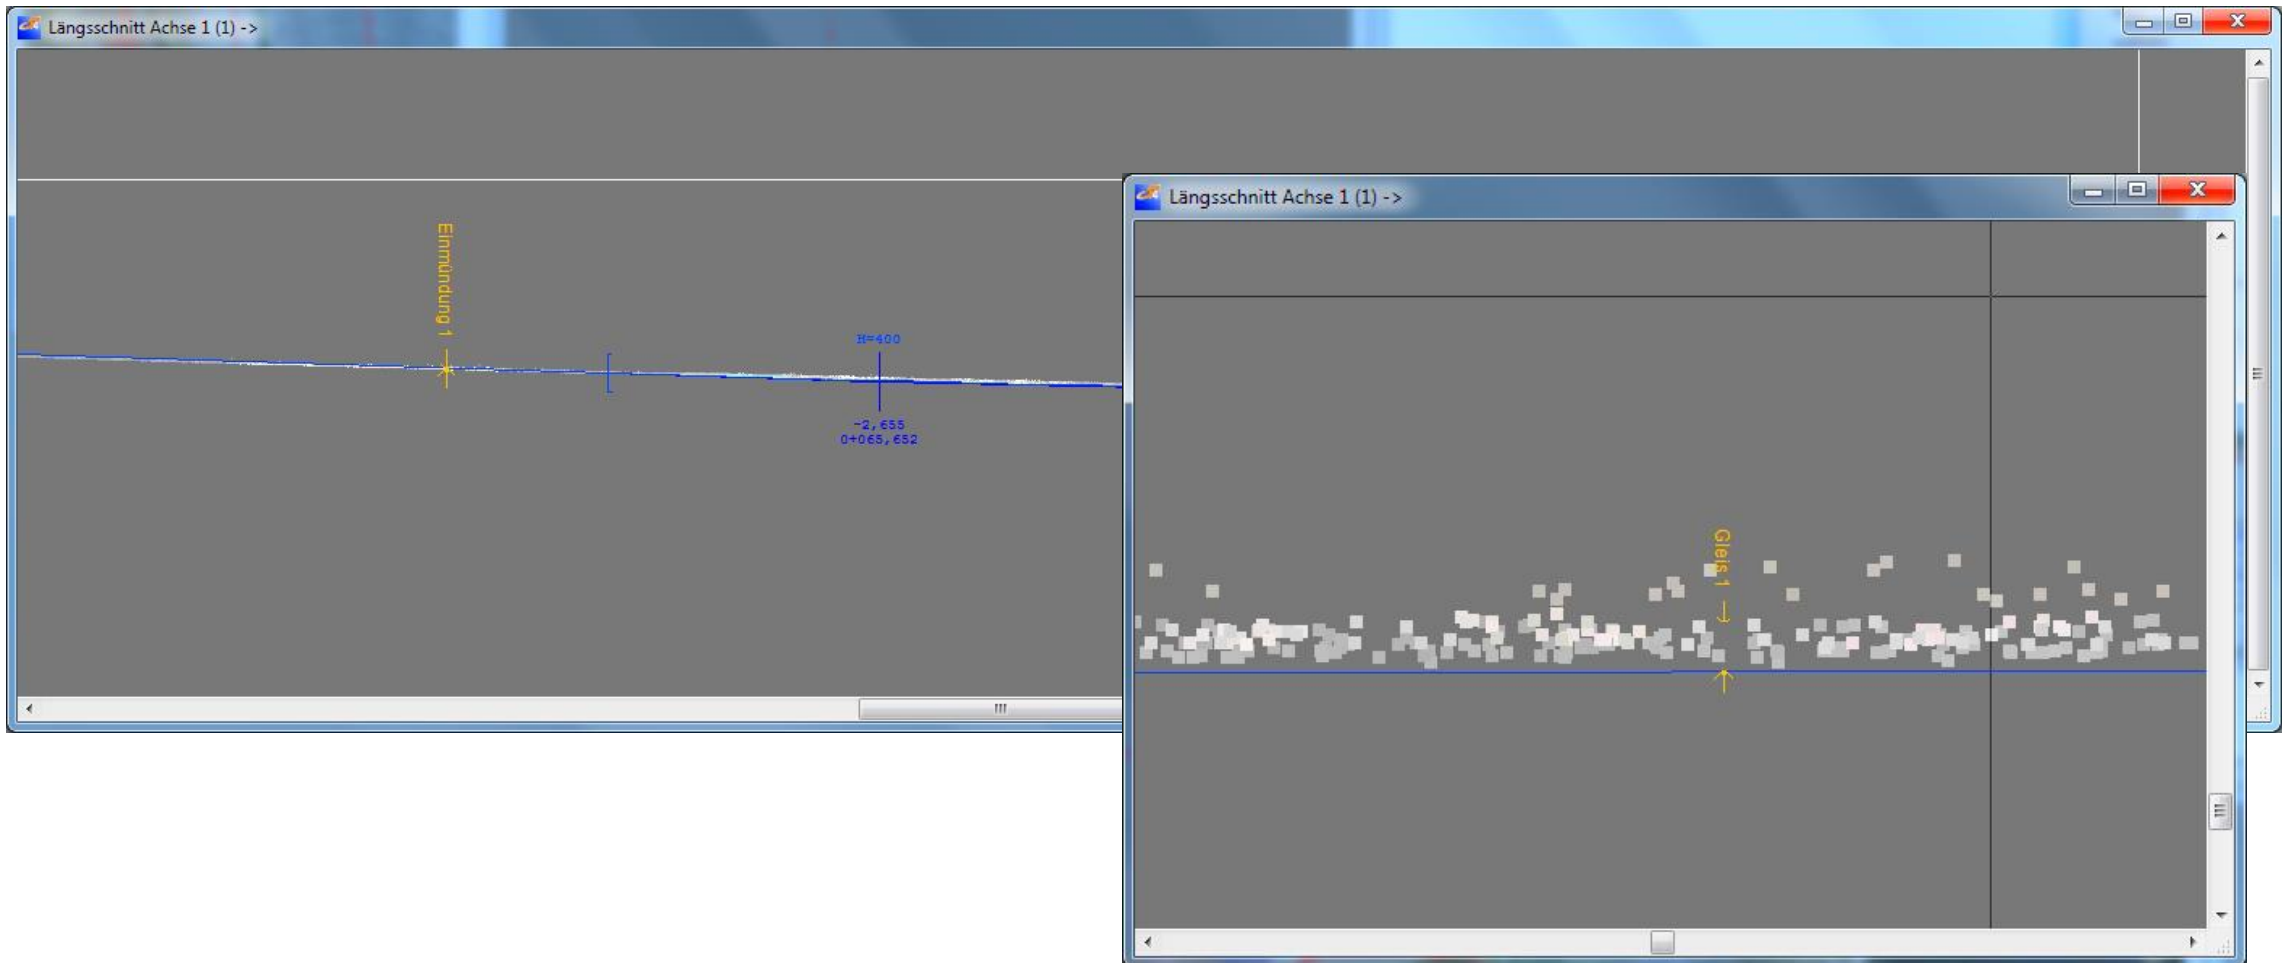 Längsschnitt Achse 1 (1) ->
Einmündung 1
H=400
-2,655
0+065,652
Längsschnitt Achse 1 (1) ->
Gleis 1